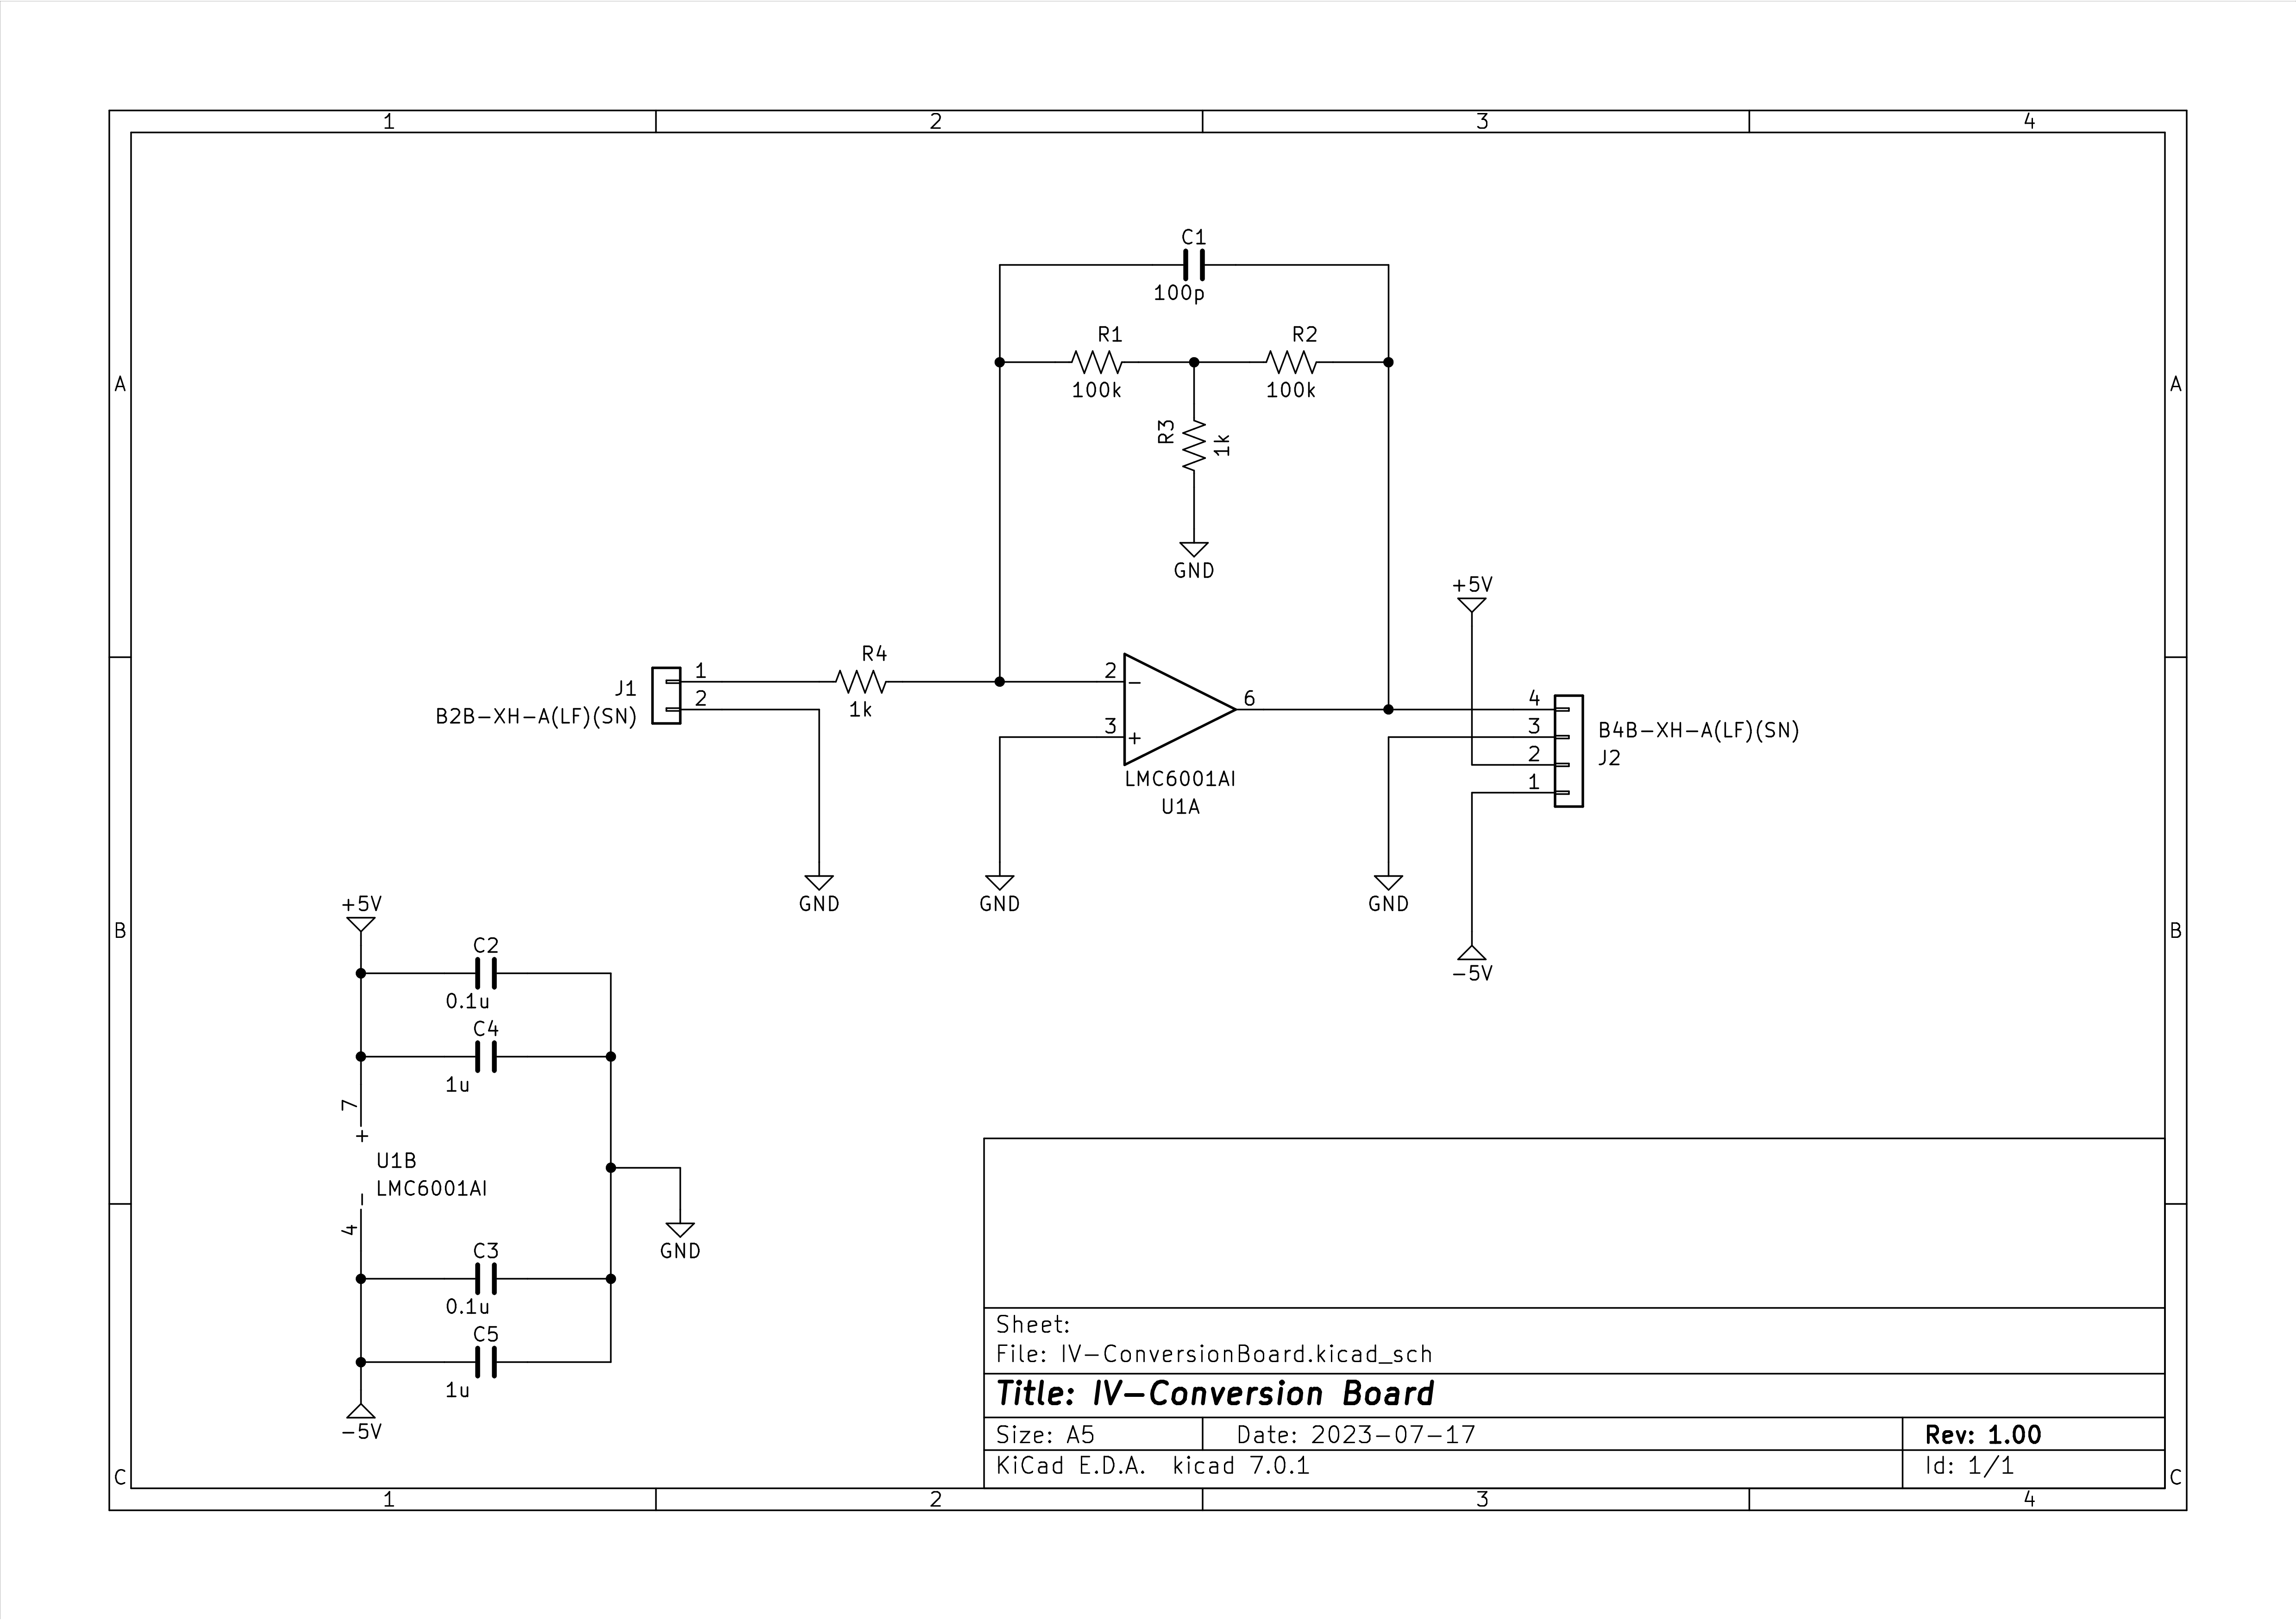 1 2 3 4
C1
100p
R1 R2
100k 100k
A A
R3 1k
GND
+5V
R4
1k
J1
B2B-XH-A(LF)(SN)
1
2
2
3
6
LMC6001AI
U1A
4
3
2
1
B4B-XH-A(LF)(SN)
J2
GND GND GND
-5V
B B
+5V
C2
0.1u
C4
1u
7
U1B
LMC6001AI
4
GND
C3
0.1u
C5
1u
-5V
Sheet:
File: IV-ConversionBoard.kicad_sch
Title: IV-Conversion Board
Size: A5 Date: 2023-07-17 Rev: 1.00
KiCad E.D.A. kicad 7.0.1 Id: 1/1
C C
1 2 3 4